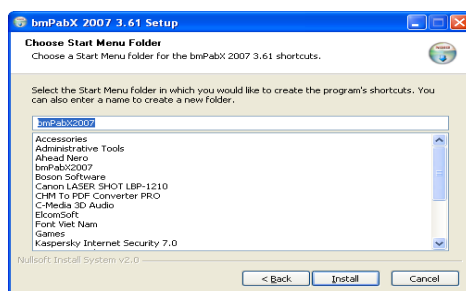 bmPabX 2007 3.61 Setup
Choose Start Menu Folder
Choose a Start Menu folder for the bmPabX 2007 3.61 shortcuts.
Select the Start Menu folder in which you would like to create the program's shortcuts. You
can also enter a name to create a new folder.
bmPabX2007
Accessories
Administrative Tools
Ahead Nero
bmPabX2007
Boson Software
Canon LASER SHOT LBP-1210
CHM To PDF Converter PRO
C-Media 3D Audio
ElcomSoft
Font Viet Nam
Games
Kaspersky Internet Security 7.0
Nullsoft Install System v2.0
< Back
Install
Cancel